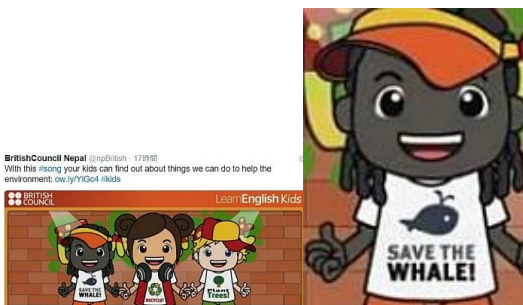 BritishCouncil Nepal @npBritish · 17時間
With this #song your kids can find out about things we can do to help the
environment: ow.ly/YiGc4 #kids
BRITISH
COUNCIL
LearnEnglish Kids
SAVE THE
WHALE!
RECYCLE!
Plant
Trees!
SAVE THE
WHALE!